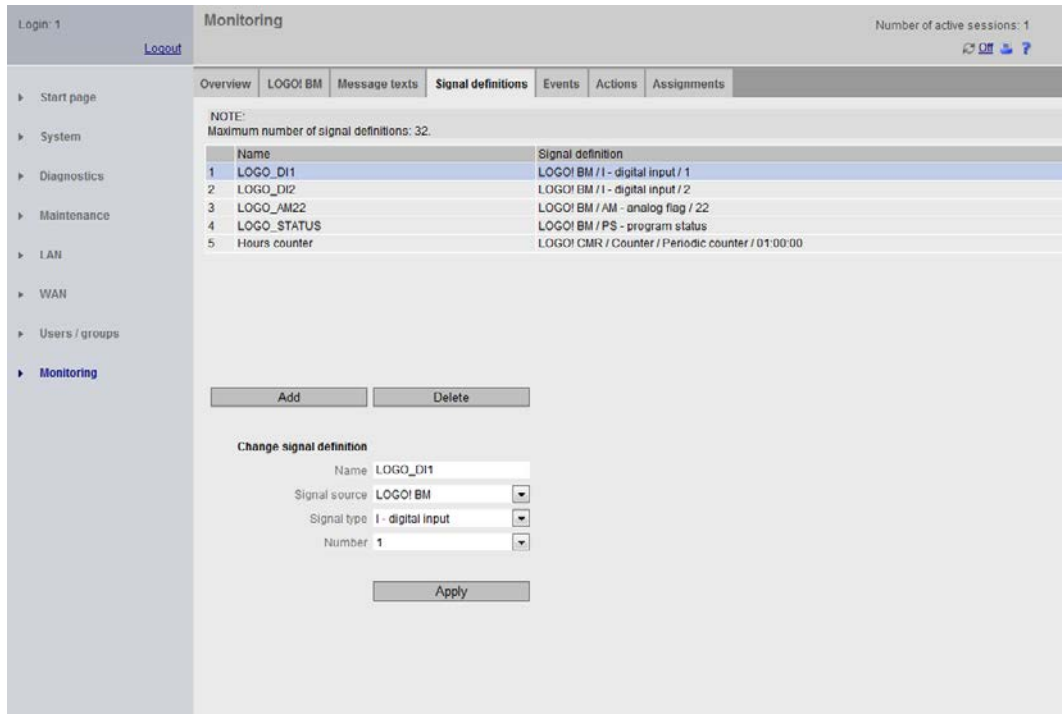 Login: 1
Logout
Monitoring
Number of active sessions: 1
Off ?
Start page
System
Diagnostics
Maintenance
LAN
WAN
Users / groups
Monitoring
Overview LOGO! BM Message texts Signal definitions Events Actions Assignments
NOTE:
Maximum number of signal definitions: 32.
Name Signal definition
1 LOGO_DI1 LOGO! BM / I - digital input / 1
2 LOGO_DI2 LOGO! BM / I - digital input / 2
3 LOGO_AM22 LOGO! BM / AM - analog flag / 22
4 LOGO_STATUS LOGO! BM / PS - program status
5 Hours counter LOGO! CMR / Counter / Periodic counter / 01:00:00
Add Delete
Change signal definition
Name LOGO_DI1
Signal source LOGO! BM
Signal type I - digital input
Number 1
Apply